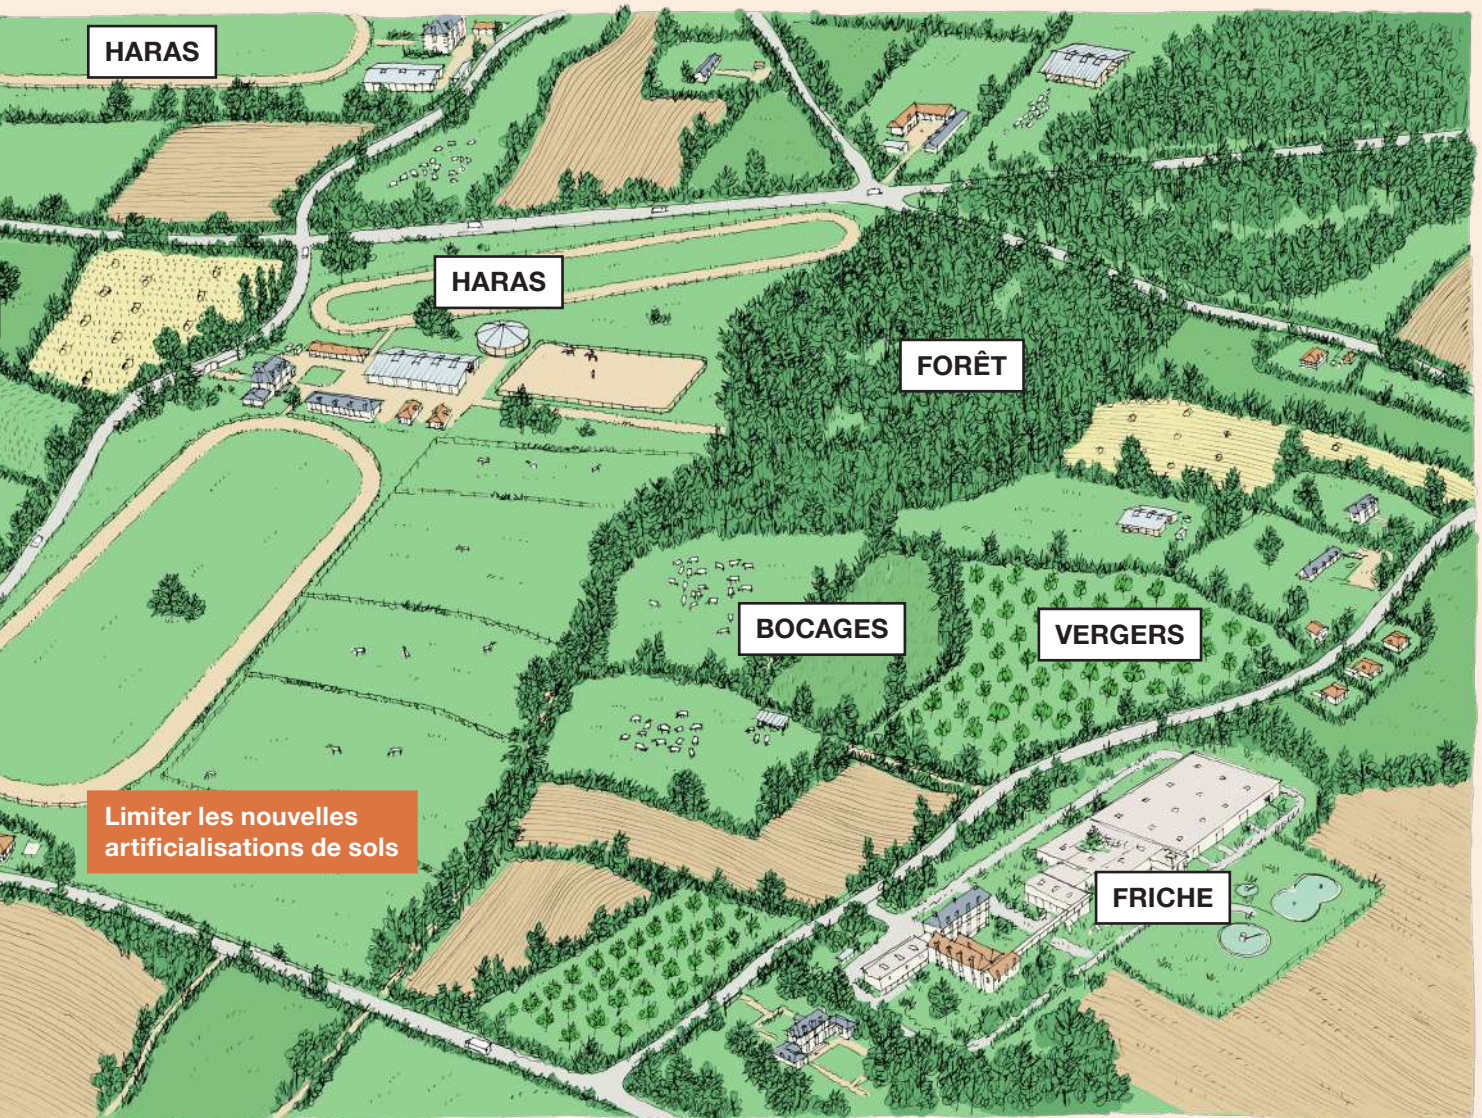 HARAS
HARAS
FORÊT
BOCAGES
VERGERS
Limiter les nouvelles
artificialisations de sols
FRICHE